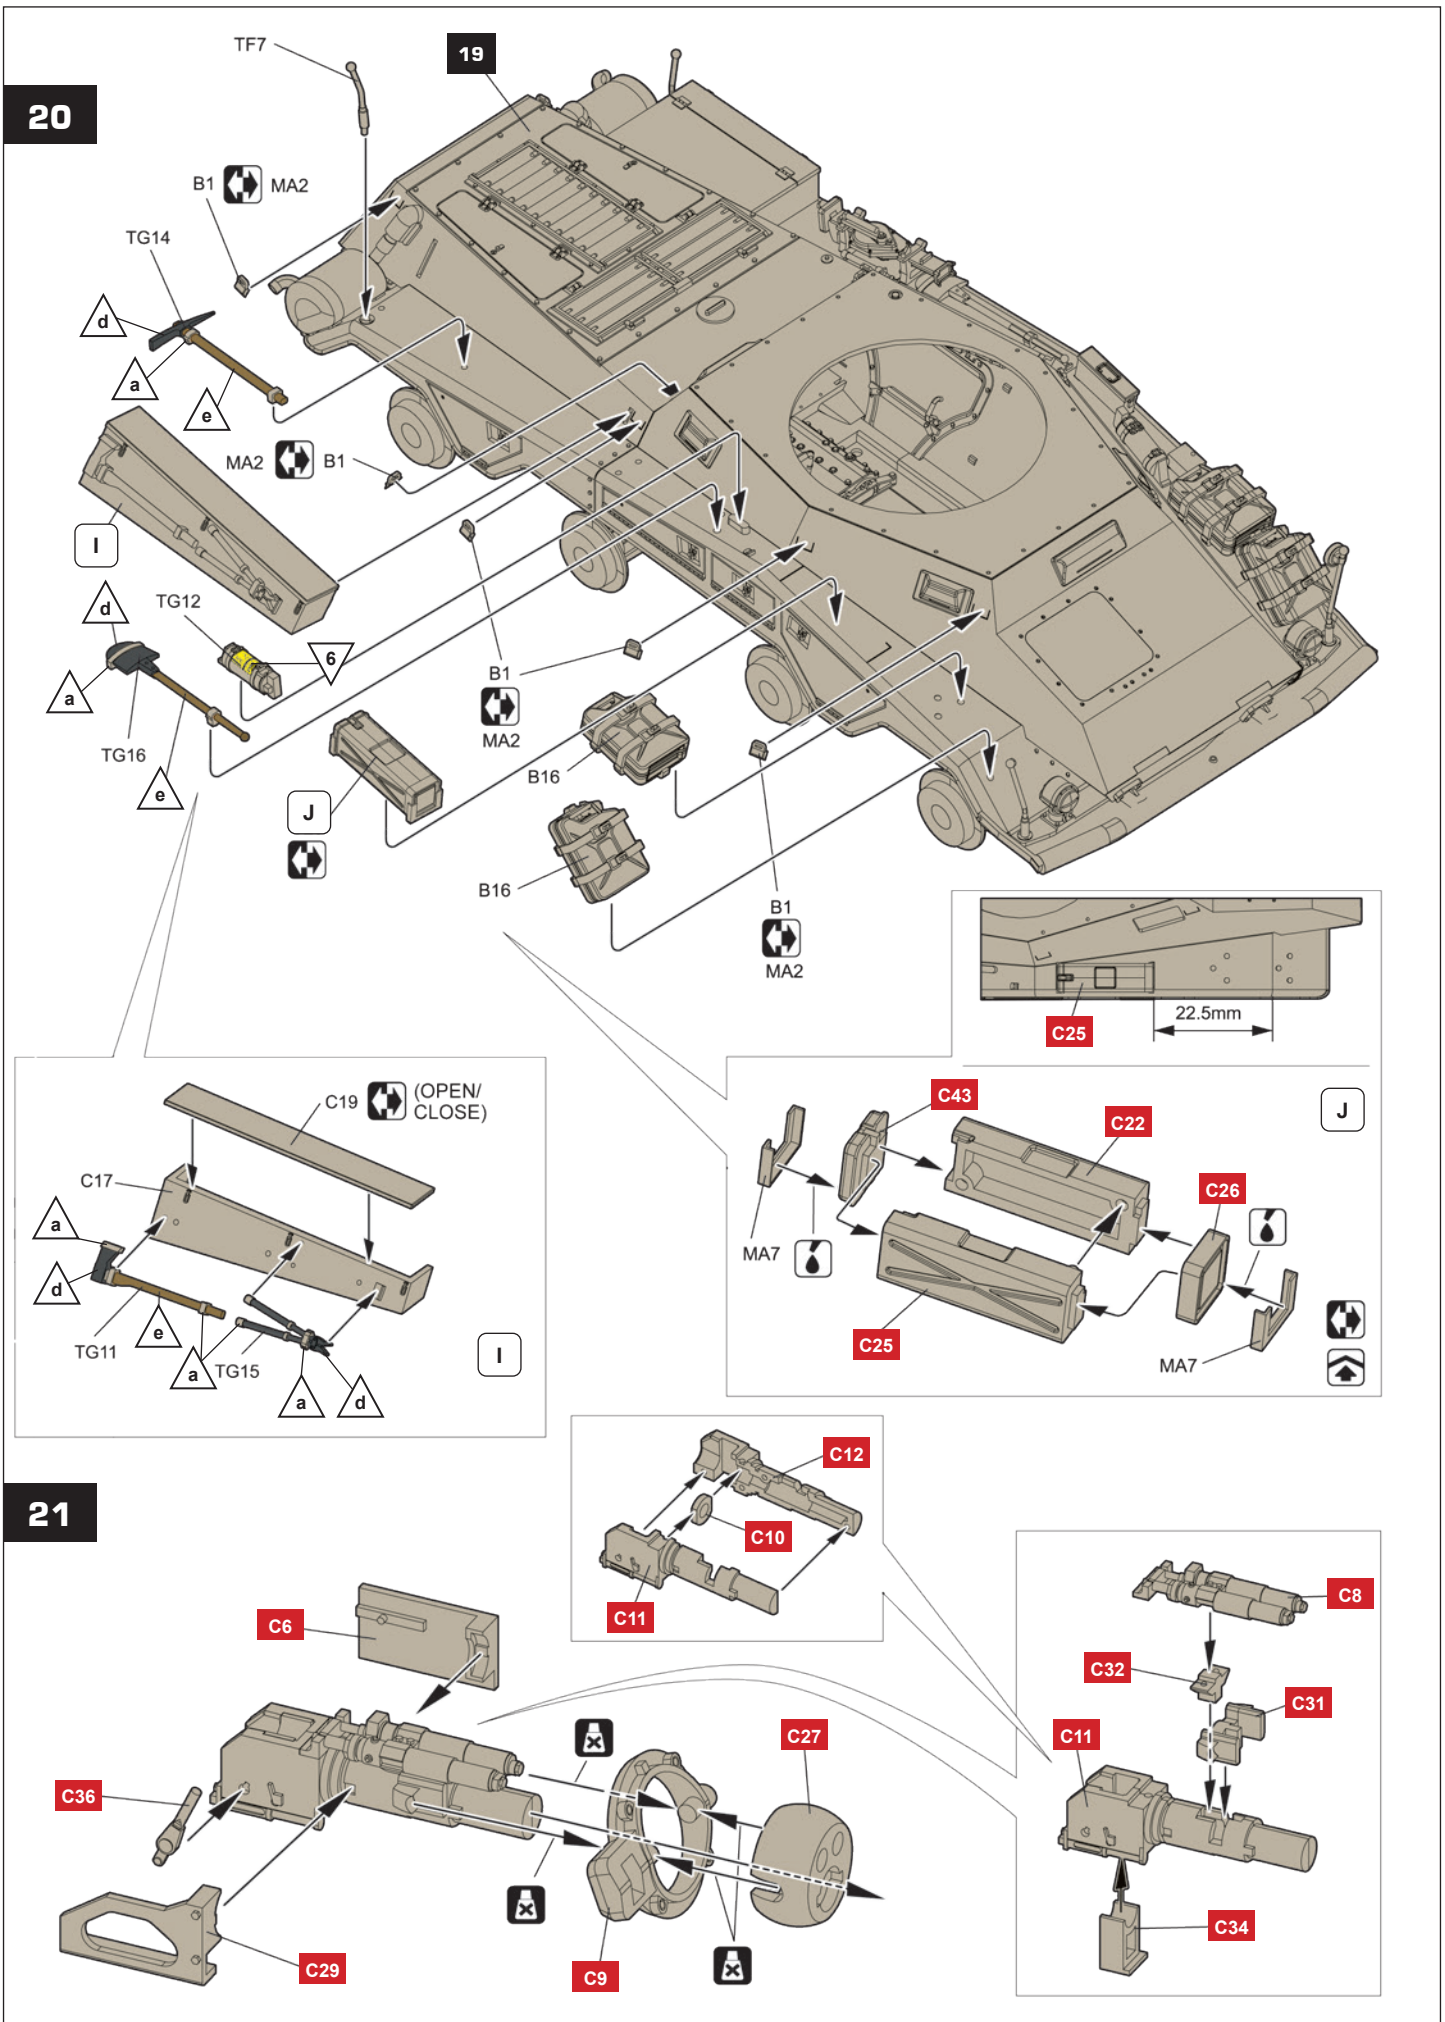 20
TF7
19
B1 MA2
TG14
d
a
e
MA2 B1
I
d
TG12
6
a
TG16
e
B1
MA2
J
B16
B16
B1
MA2
C25
22.5mm
C19 (OPEN/
CLOSE)
C17
a
d
TG11
e
a
TG15
a
d
I
J
C43
C22
C26
MA7
C25
MA7
21
C12
C10
C11
C6
C36
C29
C9
C27
C8
C32
C31
C11
C34